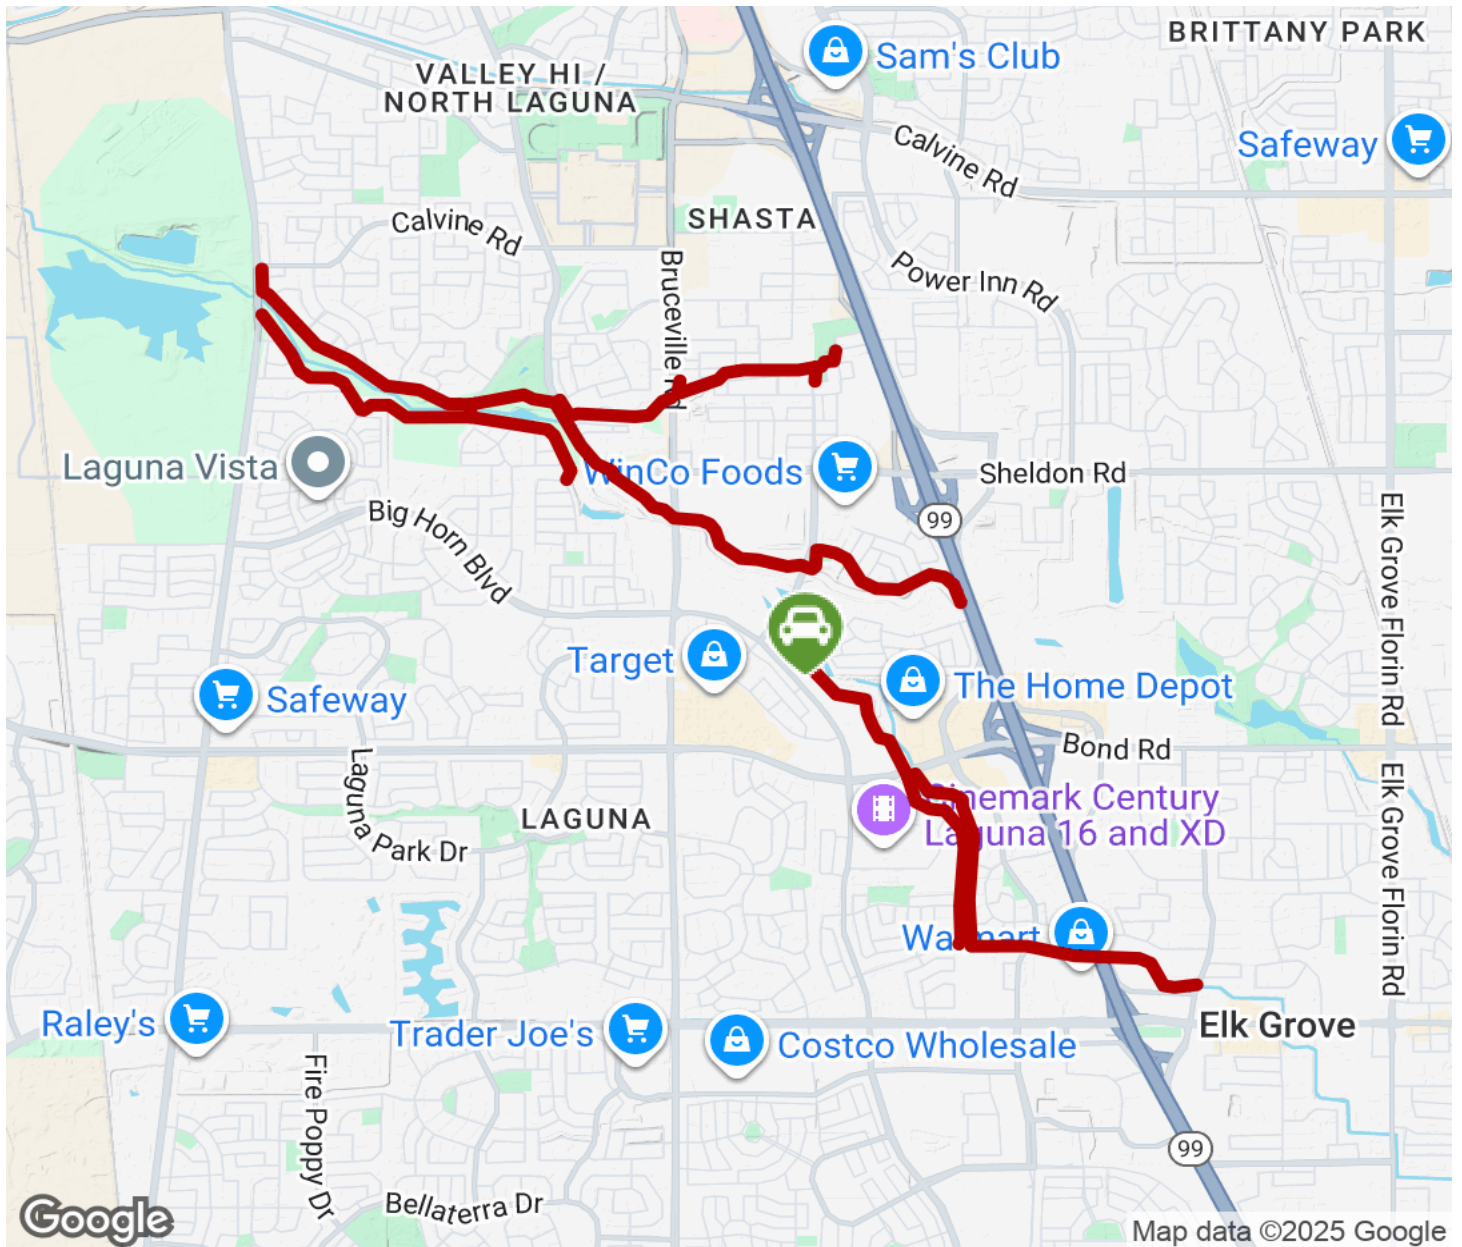 BRITTANY PARK
Sam's Club
VALLEY HI /
NORTH LAGUNA
Calvine Rd
Safeway
Calvine Rd
SHASTA
Bruceville Rd
Power Inn Rd
Laguna Vista
WinCo Foods
Sheldon Rd
Big Horn Blvd
99
Elk Grove Florin Rd
Target
Safeway
The Home Depot
Bond Rd
Laguna Park Dr
LAGUNA
Cinemark Century
Laguna 16 and XD
Elk Grove Florin Rd
Walmart
Raley's
Trader Joe's
Costco Wholesale
Elk Grove
Fire Poppy Dr
99
Bellaterra Dr
Google
Map data ©2025 Google